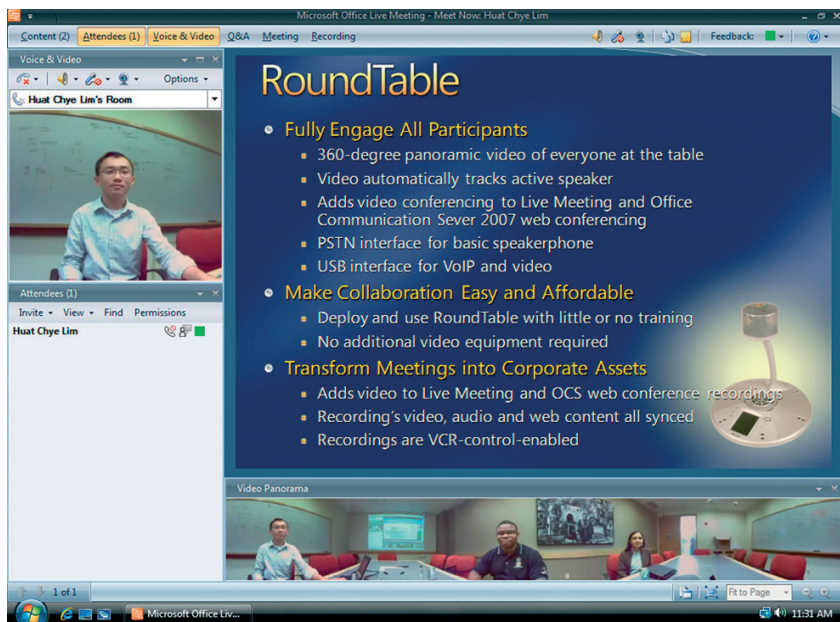 Microsoft Office Live Meeting - Meet Now: Huat Chye Lim
Content (2) Attendees (1) Voice & Video Q&A Meeting Recording Feedback:
Voice & Video
Options
Huat Chye Lim's Room
Attendees (1)
Invite View Find Permissions
Huat Chye Lim
RoundTable
Fully Engage All Participants
360-degree panoramic video of everyone at the table
Video automatically tracks active speaker
Adds video conferencing to Live Meeting and Office
Communication Sever 2007 web conferencing
PSTN interface for basic speakerphone
USB interface for VoIP and video
Make Collaboration Easy and Affordable
Deploy and use RoundTable with little or no training
No additional video equipment required
Transform Meetings into Corporate Assets
Adds video to Live Meeting and OCS web conference recordings
Recording's video, audio and web content all synced
Recordings are VCR-control-enabled
Video Panorama
1 of 1
Fit to Page
Microsoft Office Liv...
11:31 AM